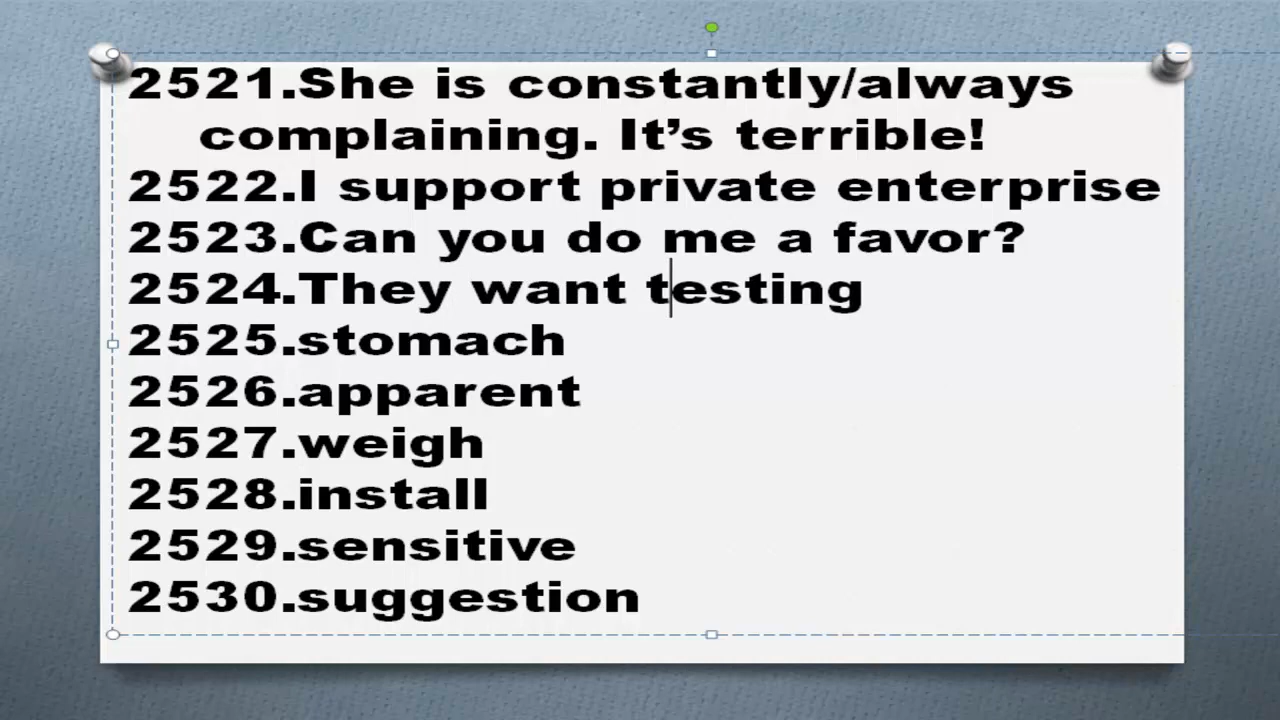 2521.She is constantly/always
complaining. It’s terrible!
2522.I support private enterprise
2523.Can you do me a favor?
2524.They want testing
2525.stomach
2526.apparent
2527.weigh
2528.install
2529.sensitive
2530.suggestion